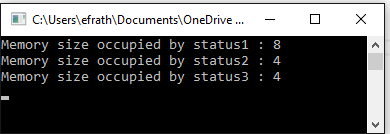 C:\Users\efrath\Documents\OneDrive ...
Memory size occupied by status1 : 8
Memory size occupied by status2 : 4
Memory size occupied by status3 : 4